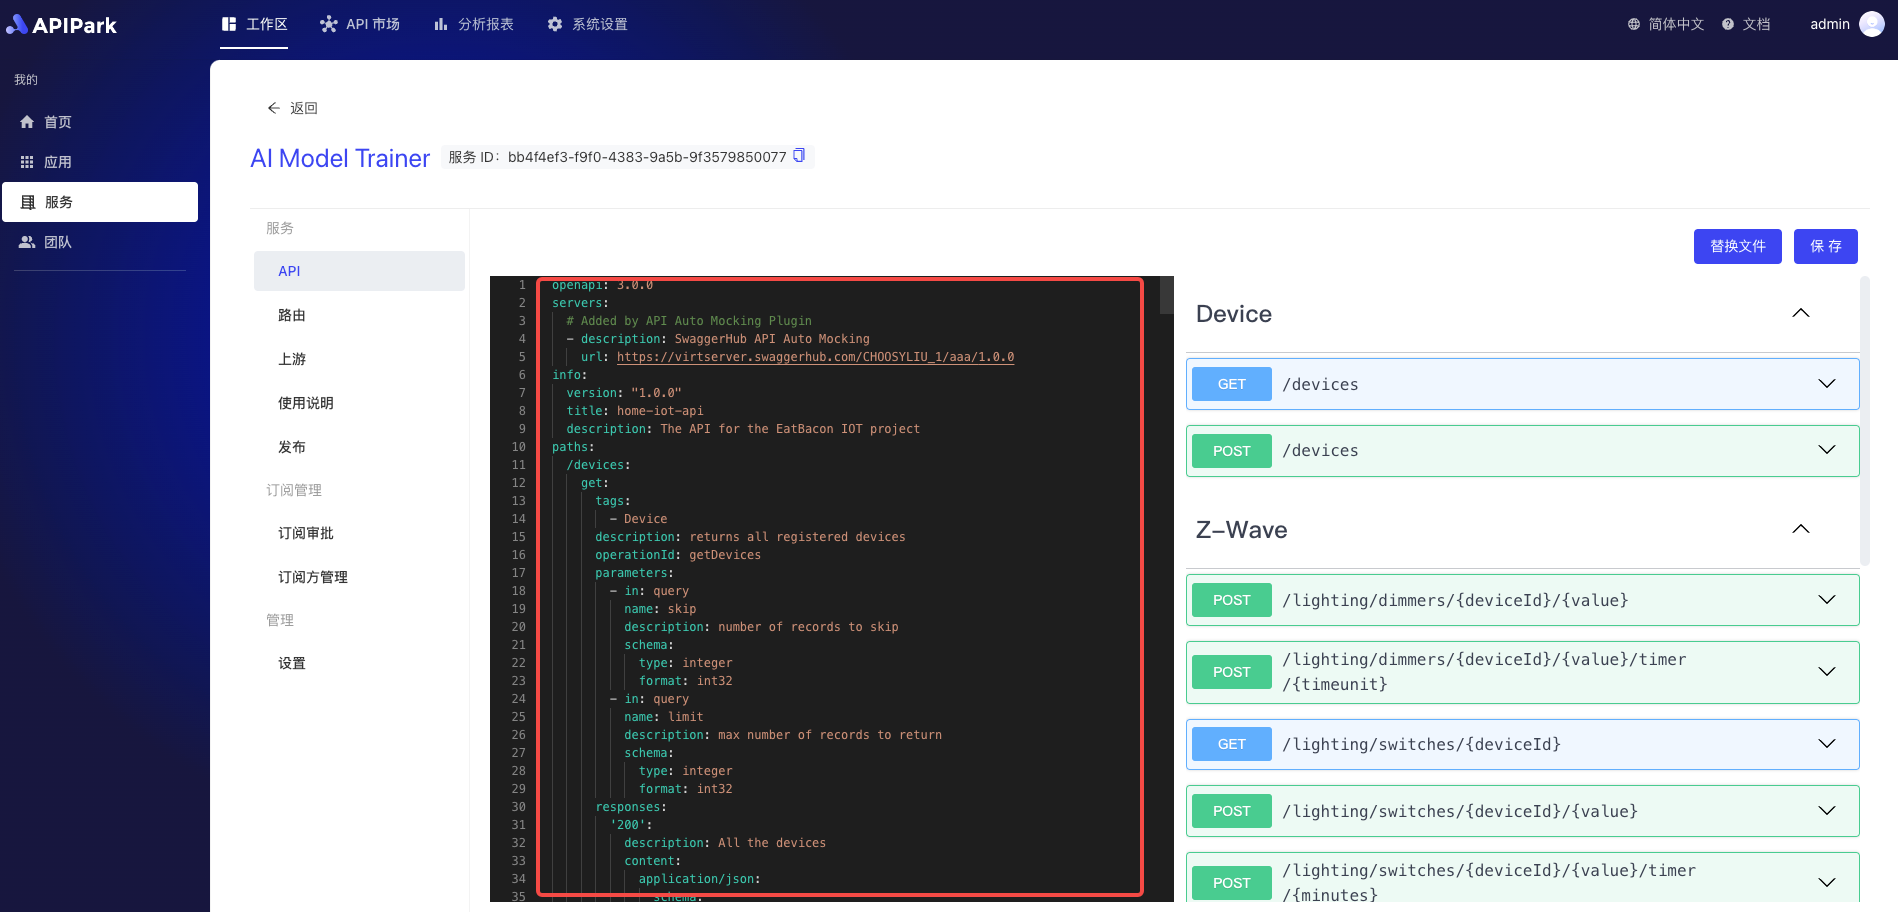 APIPark
工作区
API 市场
分析报表
系统设置
简体中文
文档
admin
我的
首页
应用
服务
团队
返回
AI Model Trainer
服务 ID: bb4f4ef3-f9f0-4383-9a5b-9f3579850077
服务
API
路由
上游
使用说明
发布
订阅管理
订阅审批
订阅方管理
管理
设置
替换文件
保 存
1 openapi: 3.0.0
2 servers:
3 # Added by API Auto Mocking Plugin
4 - description: SwaggerHub API Auto Mocking
5 url: https://virtserver.swaggerhub.com/CHOOSYLIU_1/aaa/1.0.0
6 info:
7 version: "1.0.0"
8 title: home-iot-api
9 description: The API for the EatBacon IOT project
10 paths:
11 /devices:
12 get:
13 tags:
14 - Device
15 description: returns all registered devices
16 operationId: getDevices
17 parameters:
18 - in: query
19 name: skip
20 description: number of records to skip
21 schema:
22 type: integer
23 format: int32
24 - in: query
25 name: limit
26 description: max number of records to return
27 schema:
28 type: integer
29 format: int32
30 responses:
31 '200':
32 description: All the devices
33 content:
34 application/json:
35 schema:
Device
GET /devices
POST /devices
Z-Wave
POST /lighting/dimmers/{deviceId}/{value}
POST /lighting/dimmers/{deviceId}/{value}/timer
/{timeunit}
GET /lighting/switches/{deviceId}
POST /lighting/switches/{deviceId}/{value}
POST /lighting/switches/{deviceId}/{value}/timer
/{minutes}